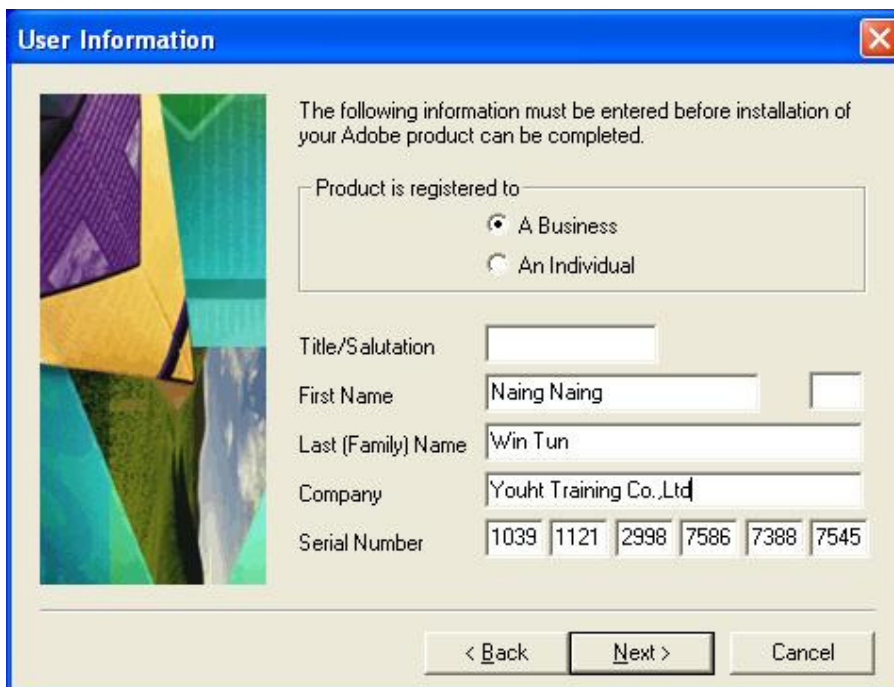 User Information
The following information must be entered before installation of
your Adobe product can be completed.
Product is registered to
A Business
An Individual
Title/Salutation
First Name Naing Naing
Last (Family) Name Win Tun
Company Youht Training Co.,Ltd
Serial Number 1039 1121 2998 7586 7388 7545
< Back Next > Cancel